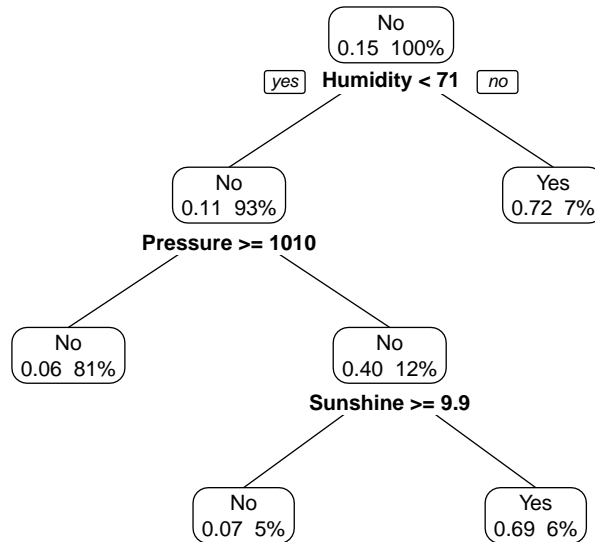 No
0.15 100%
yes Humidity < 71 no
No
0.11 93%
Yes
0.72 7%
Pressure >= 1010
No
0.06 81%
No
0.40 12%
Sunshine >= 9.9
No
0.07 5%
Yes
0.69 6%